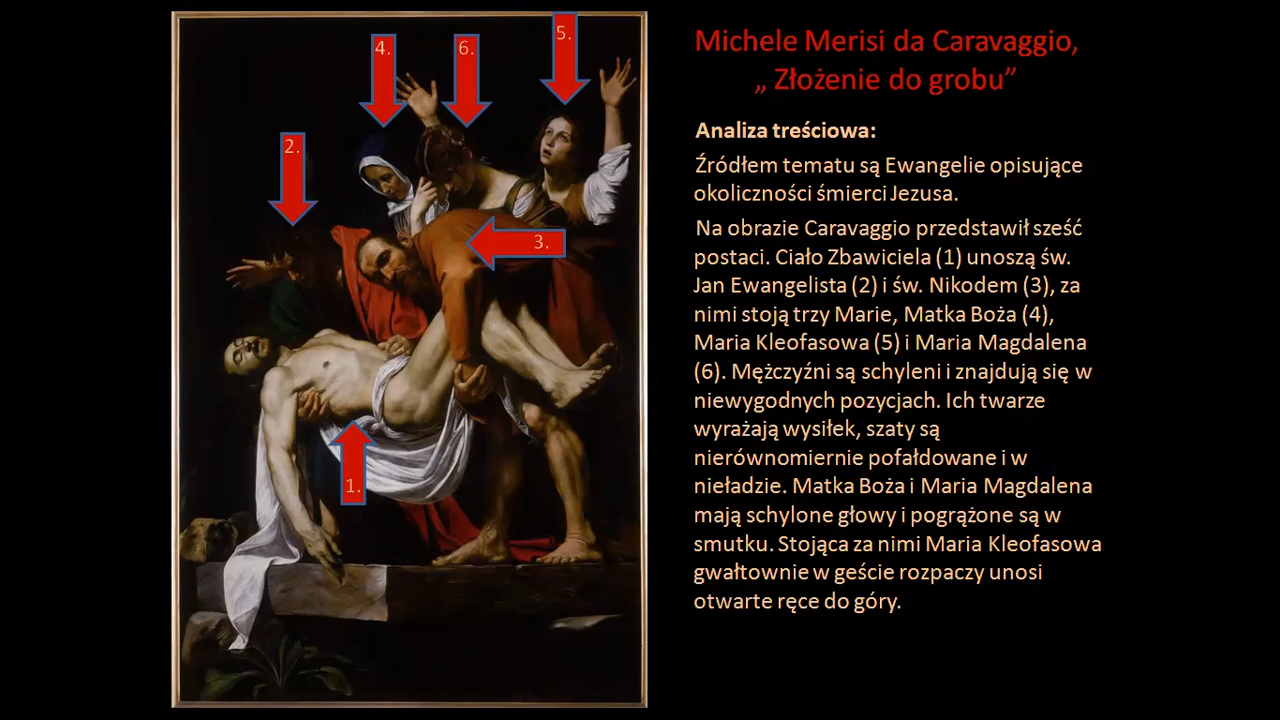 4.
6.
5.
2.
3.
1.
Michele Merisi da Caravaggio,
„ Złożenie do grobu”
Analiza treściowa:
Źródłem tematu są Ewangelie opisujące
okoliczności śmierci Jezusa.
Na obrazie Caravaggio przedstawił sześć
postaci. Ciało Zbawiciela (1) unoszą św.
Jan Ewangelista (2) i św. Nikodem (3), za
nimi stoją trzy Marie, Matka Boża (4),
Maria Kleofasowa (5) i Maria Magdalena
(6). Mężczyźni są schyleni i znajdują się w
niewygodnych pozycjach. Ich twarze
wyrażają wysiłek, szaty są
nierównomiernie pofałdowane i w
nieładzie. Matka Boża i Maria Magdalena
mają schylone głowy i pogrążone są w
smutku. Stojąca za nimi Maria Kleofasowa
gwałtownie w geście rozpaczy unosi
otwarte ręce do góry.